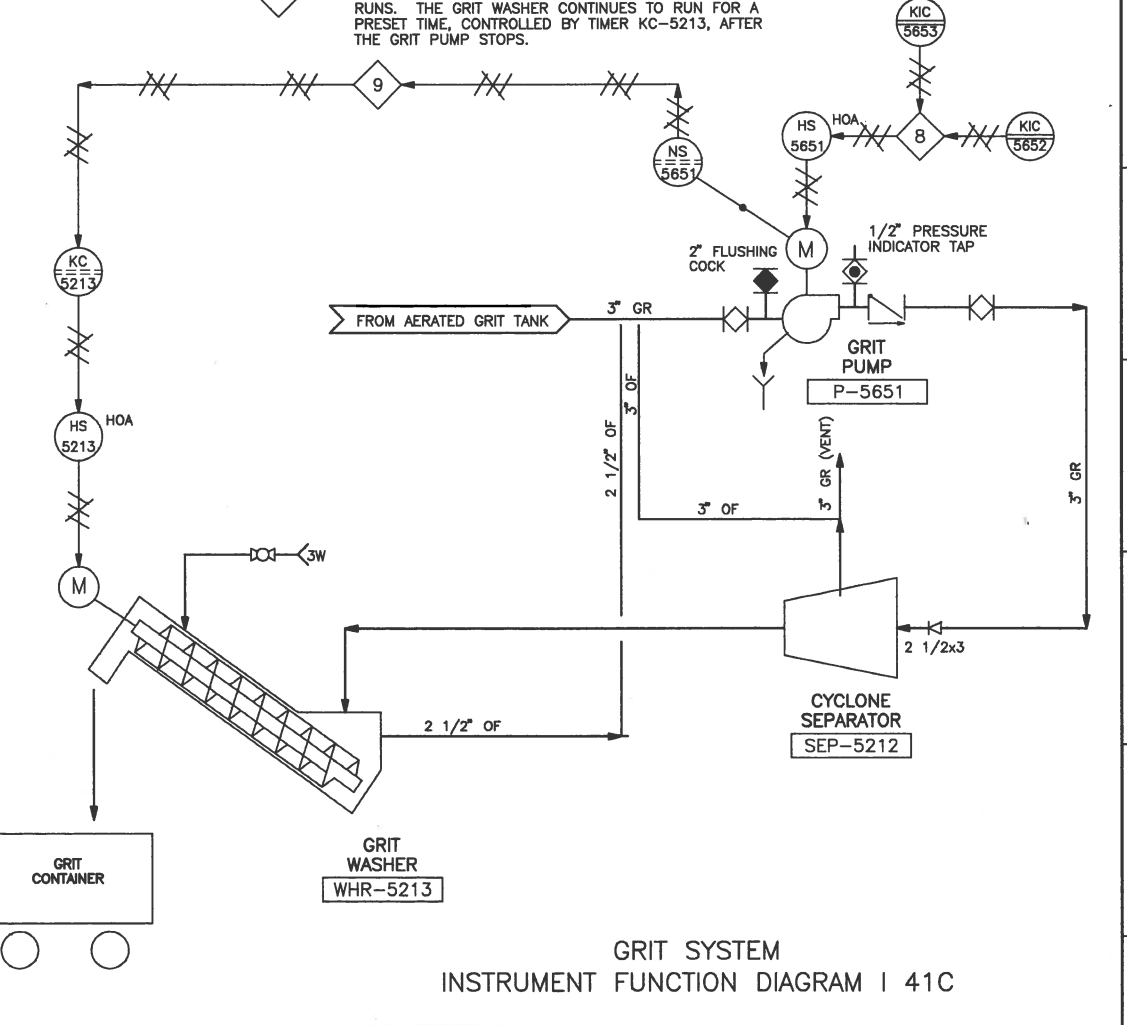 RUNS. THE GRIT WASHER CONTINUES TO RUN FOR A
PRESET TIME, CONTROLLED BY TIMER KC-5213, AFTER
THE GRIT PUMP STOPS.
KIC
5653
9
HS
5651
HOA
8
KIC
5652
NS
5651
M
1/2" PRESSURE
INDICATOR TAP
2" FLUSHING
COCK
KC
5213
FROM AERATED GRIT TANK
3" GR
GRIT
PUMP
P-5651
3" OF
2 1/2" OF
3" GR (VENT)
3" GR
HS
5213
HOA
3" OF
3W
M
2 1/2x3
CYCLONE
SEPARATOR
SEP-5212
2 1/2" OF
GRIT
WASHER
WHR-5213
GRIT
CONTAINER
GRIT SYSTEM
INSTRUMENT FUNCTION DIAGRAM I 41C